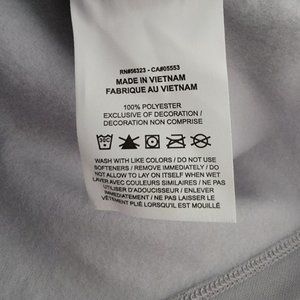 RN#56323 - CA#05553
MADE IN VIETNAM
FABRIQUE AU VIETNAM
100% POLYESTER
EXCLUSIVE OF DECORATION /
DECORATION NON COMPRISE
30C
WASH WITH LIKE COLORS / DO NOT USE
SOFTENERS / REMOVE IMMEDIATELY / DO
NOT ALLOW TO LAY ON ITSELF WHEN WET
LAVER AVEC COULEURS SIMILAIRES / NE PAS
UTILISER D'ADOUCISSEUR / ENLEVER
IMMÉDIATEMENT / NE PAS LAISSER LE
VÊTEMENT PLIÉ LORSQU'IL EST MOUILLÉ